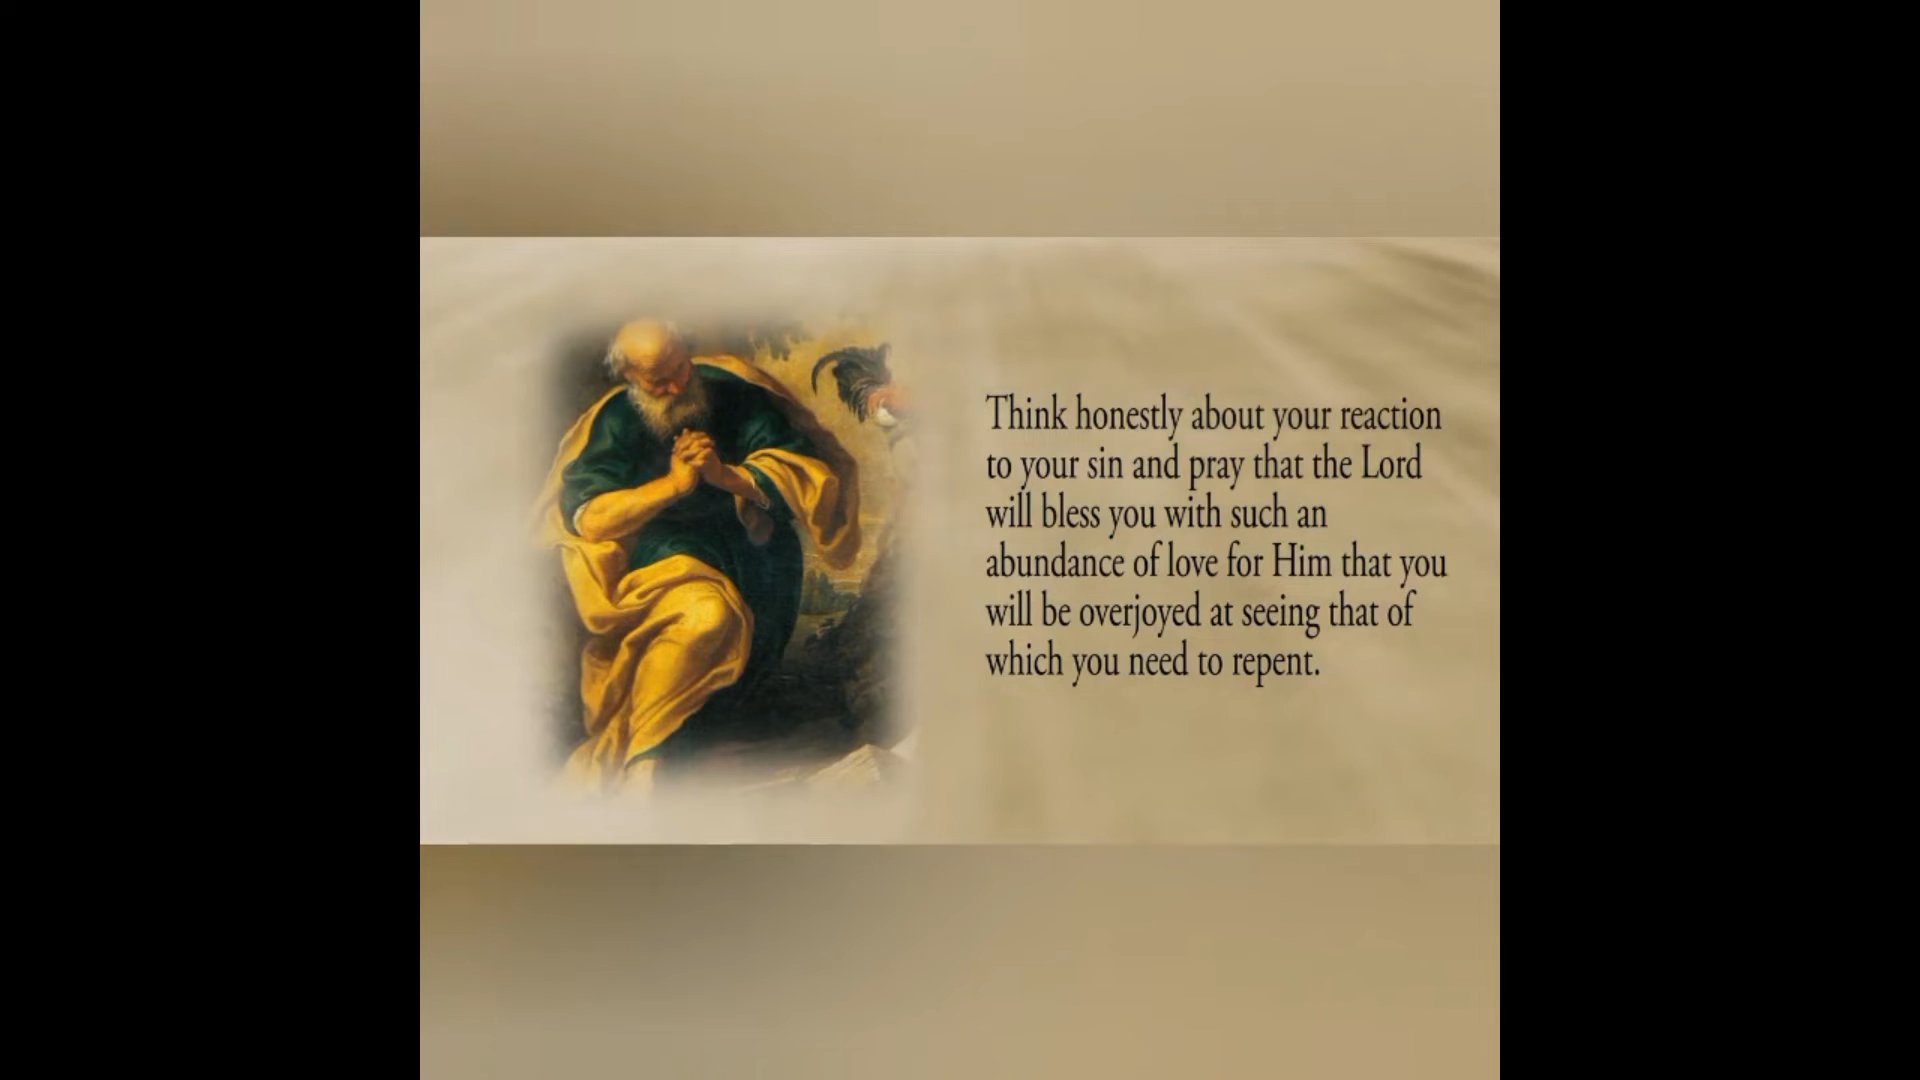 Think honestly about your reaction
to your sin and pray that the Lord
will bless you with such an
abundance of love for Him that you
will be overjoyed at seeing that of
which you need to repent.